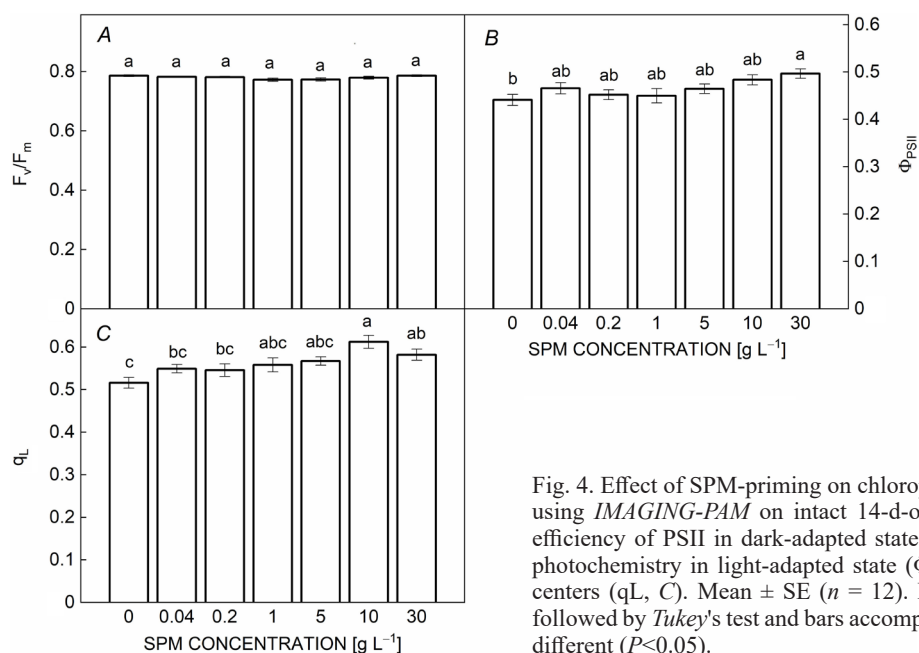 A
a a a a a a a
0.8
0.6
0.4
0.2
0
Fv/Fm
B
b ab ab ab ab ab a
0.6
0.5
0.4
0.3
0.2
0.1
0
ΦPSII
0 0.04 0.2 1 5 10 30
SPM CONCENTRATION [g L–1]
C
c bc bc abc abc a ab
0.6
0.5
0.4
0.3
0.2
0.1
0
qL
0 0.04 0.2 1 5 10 30
SPM CONCENTRATION [g L–1]
Fig. 4. Effect of SPM-priming on chloro
using IMAGING-PAM on intact 14-d-o
efficiency of PSII in dark-adapted state
photochemistry in light-adapted state (
centers (qL, C). Mean ± SE (n = 12).
followed by Tukey's test and bars accomp
different (P<0.05).